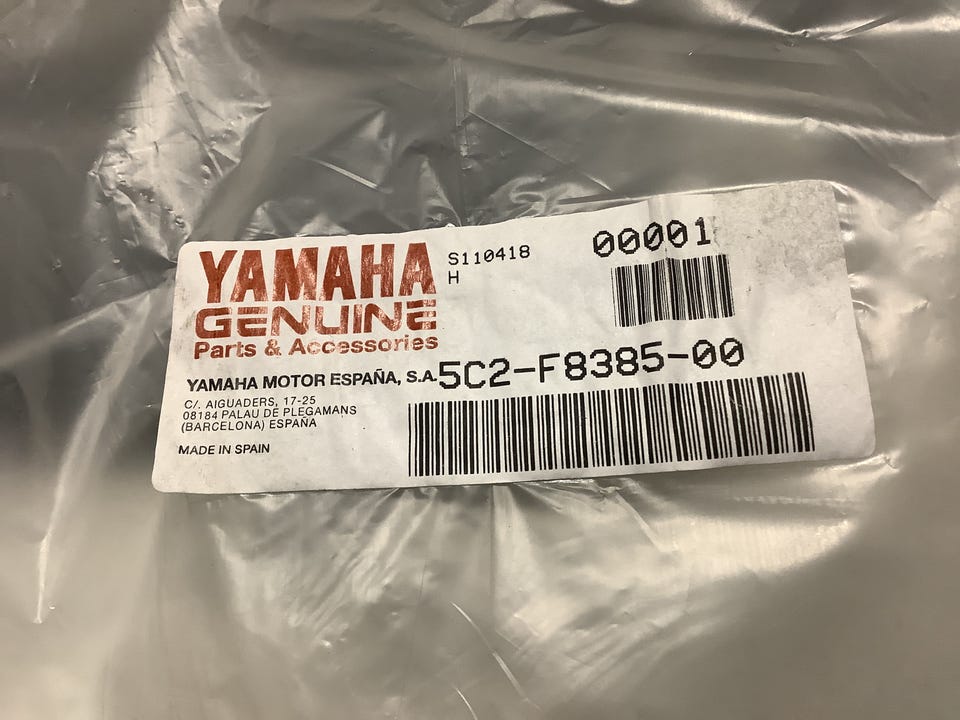 YAMAHA
GENUINE
Parts & Accessories
S110418
H
00001
YAMAHA MOTOR ESPAÑA, S.A.
5C2-F8385-00
C/. AIGUADERS, 17-25
08184 PALAU DE PLEGAMANS
(BARCELONA) ESPAÑA
MADE IN SPAIN